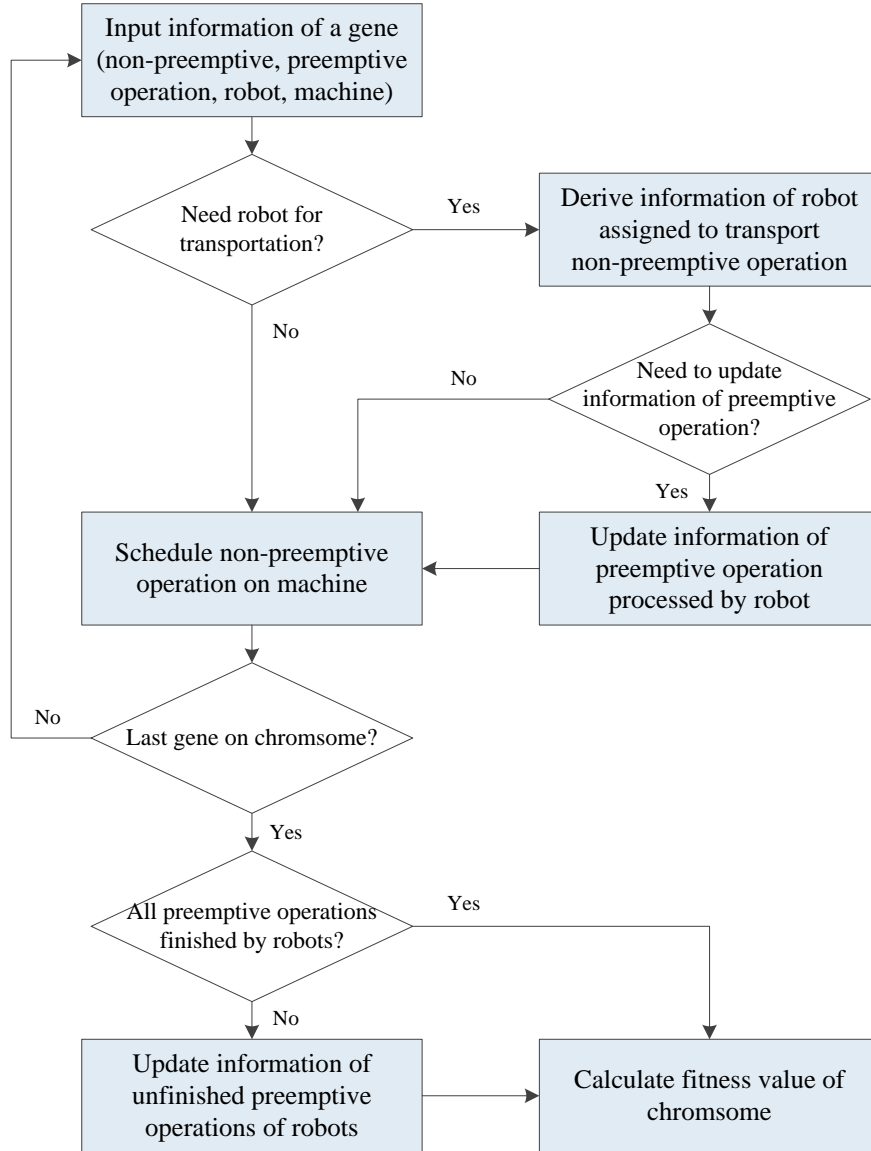 Input information of a gene
(non-preemptive, preemptive
operation, robot, machine)
Need robot for
transportation?
Yes
Derive information of robot
assigned to transport
non-preemptive operation
No
Need to update
information of preemptive
operation?
No
Yes
Schedule non-preemptive
operation on machine
Update information of
preemptive operation
processed by robot
No
Last gene on chromsome?
Yes
All preemptive operations
finished by robots?
Yes
No
Update information of
unfinished preemptive
operations of robots
Calculate fitness value of
chromsome